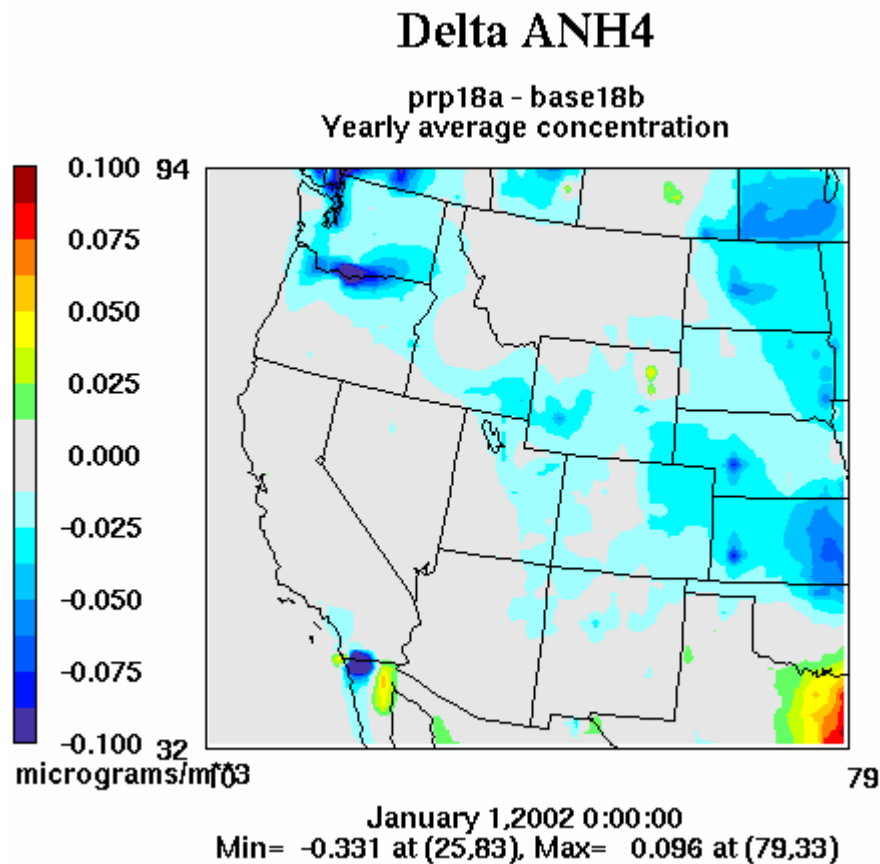 Delta ANH4
prp18a - base18b
Yearly average concentration
0.100
0.075
0.050
0.025
0.000
-0.025
-0.050
-0.075
-0.100
94
32
79
micrograms/m**3
January 1,2002 0:00:00
Min= -0.331 at (25,83), Max= 0.096 at (79,33)